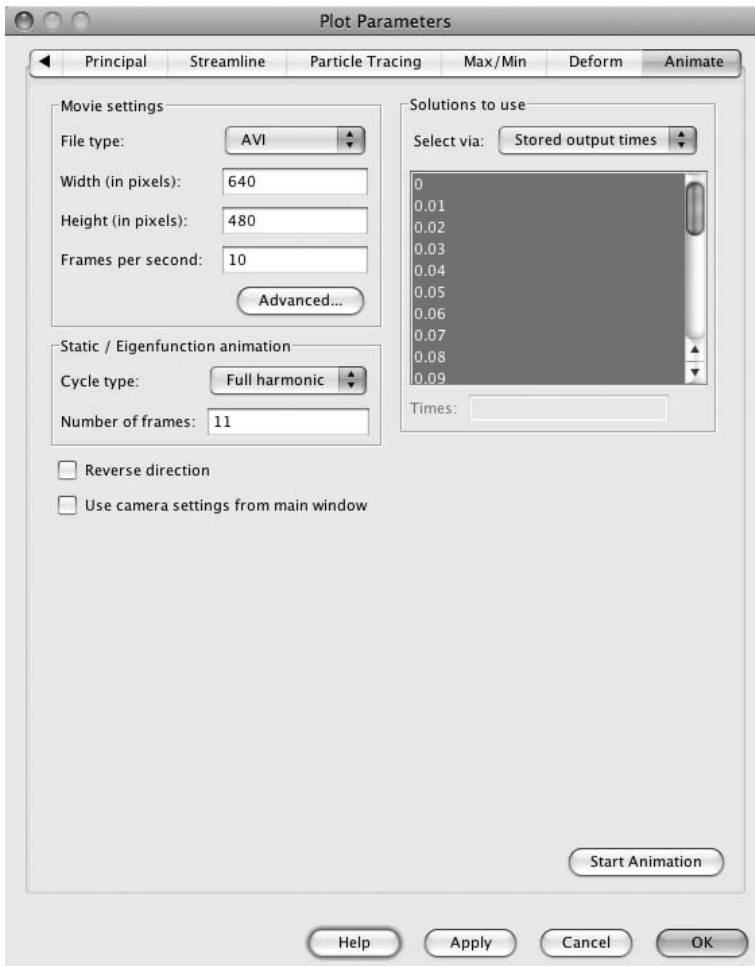 Plot Parameters
Principal Streamline Particle Tracing Max/Min Deform Animate
Movie settings
File type: AVI
Width (in pixels): 640
Height (in pixels): 480
Frames per second: 10
Advanced...
Static / Eigenfunction animation
Cycle type: Full harmonic
Number of frames: 11
Reverse direction
Use camera settings from main window
Solutions to use
Select via: Stored output times
0
0.01
0.02
0.03
0.04
0.05
0.06
0.07
0.08
0.09
Times:
Start Animation
Help Apply Cancel OK